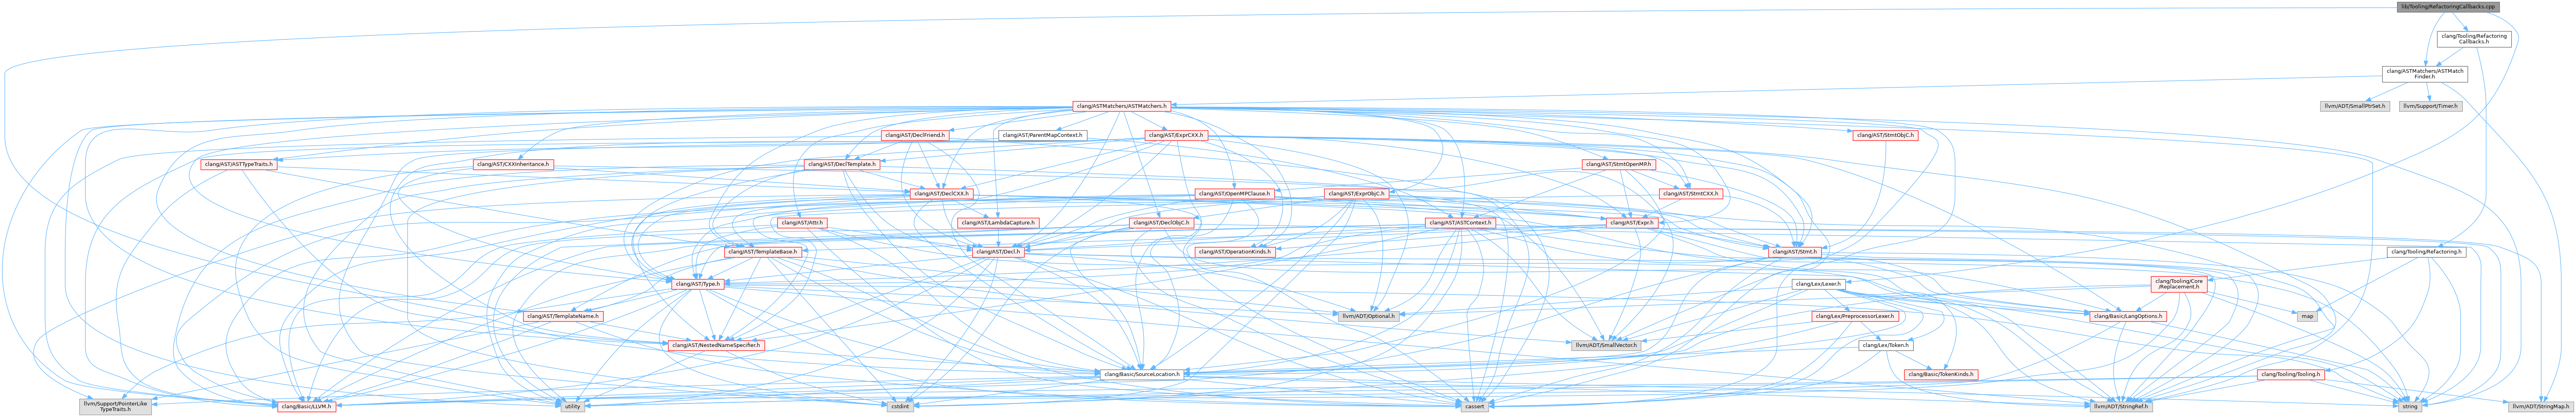 lib/Tooling/RefactoringCallbacks.cpp
clang/Tooling/Refactoring
Callbacks.h
clang/ASTMatchers/ASTMatch
Finder.h
clang/ASTMatchers/ASTMatchers.h
llvm/ADT/SmallPtrSet.h
llvm/Support/Timer.h
clang/AST/DeclFriend.h
clang/AST/ParentMapContext.h
clang/AST/ExprCXX.h
clang/AST/StmtObjC.h
clang/AST/ASTTypeTraits.h
clang/AST/CXXInheritance.h
clang/AST/DeclTemplate.h
clang/AST/StmtOpenMP.h
clang/AST/DeclCXX.h
clang/AST/OpenMPClause.h
clang/AST/ExprObjC.h
clang/AST/StmtCXX.h
clang/AST/Attr.h
clang/AST/LambdaCapture.h
clang/AST/DeclObjC.h
clang/AST/ASTContext.h
clang/AST/Expr.h
clang/AST/TemplateBase.h
clang/AST/Decl.h
clang/AST/OperationKinds.h
clang/AST/Stmt.h
clang/Tooling/Refactoring.h
clang/AST/Type.h
clang/Lex/Lexer.h
clang/Tooling/Core
/Replacement.h
clang/AST/TemplateName.h
llvm/ADT/Optional.h
clang/Lex/PreprocessorLexer.h
clang/Basic/LangOptions.h
map
clang/AST/NestedNameSpecifier.h
llvm/ADT/SmallVector.h
clang/Lex/Token.h
clang/Basic/SourceLocation.h
clang/Basic/TokenKinds.h
clang/Tooling/Tooling.h
llvm/Support/PointerLike
TypeTraits.h
clang/Basic/LLVM.h
utility
cstdint
cassert
llvm/ADT/StringRef.h
string
llvm/ADT/StringMap.h